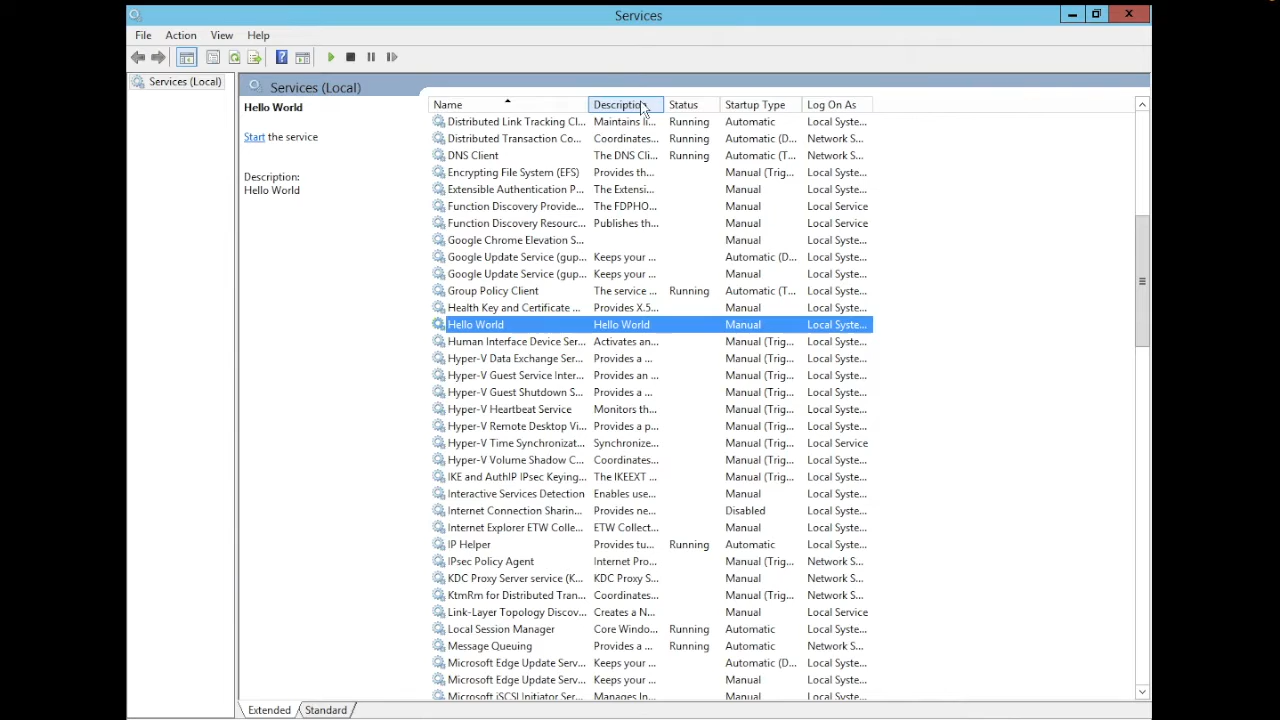 Services
File Action View Help
Services (Local)
Services (Local)
Hello World
Start the service
Description:
Hello World
Name Description Status Startup Type Log On As
Distributed Link Tracking Cl... Maintains li... Running Automatic Local Syste...
Distributed Transaction Co... Coordinates... Running Automatic (D... Network S...
DNS Client The DNS Cli... Running Automatic (T... Network S...
Encrypting File System (EFS) Provides th... Manual (Trig... Local Syste...
Extensible Authentication P... The Extensi... Manual Local Syste...
Function Discovery Provide... The FDPHO... Manual Local Service
Function Discovery Resourc... Publishes th... Manual Local Service
Google Chrome Elevation S... Manual Local Syste...
Google Update Service (gup... Keeps your ... Automatic (D... Local Syste...
Google Update Service (gup... Keeps your ... Manual Local Syste...
Group Policy Client The service ... Running Automatic (T... Local Syste...
Health Key and Certificate ... Provides X.5... Manual Local Syste...
Hello World Hello World Manual Local Syste...
Human Interface Device Ser... Activates an... Manual (Trig... Local Syste...
Hyper-V Data Exchange Ser... Provides a ... Manual (Trig... Local Syste...
Hyper-V Guest Service Inter... Provides an ... Manual (Trig... Local Syste...
Hyper-V Guest Shutdown S... Provides a ... Manual (Trig... Local Syste...
Hyper-V Heartbeat Service Monitors th... Manual (Trig... Local Syste...
Hyper-V Remote Desktop Vi... Provides a p... Manual (Trig... Local Syste...
Hyper-V Time Synchronizat... Synchronize... Manual (Trig... Local Service
Hyper-V Volume Shadow C... Coordinates... Manual (Trig... Local Syste...
IKE and AuthIP IPsec Keying... The IKEEXT ... Manual (Trig... Local Syste...
Interactive Services Detection Enables use... Manual Local Syste...
Internet Connection Sharin... Provides ne... Disabled Local Syste...
Internet Explorer ETW Colle... ETW Collect... Manual Local Syste...
IP Helper Provides tu... Running Automatic Local Syste...
IPsec Policy Agent Internet Pro... Manual (Trig... Network S...
KDC Proxy Server service (K... KDC Proxy S... Manual Network S...
KtmRm for Distributed Tran... Coordinates... Manual (Trig... Network S...
Link-Layer Topology Discov... Creates a N... Manual Local Service
Local Session Manager Core Windo... Running Automatic Local Syste...
Message Queuing Provides a ... Running Automatic Network S...
Microsoft Edge Update Serv... Keeps your ... Automatic (D... Local Syste...
Microsoft Edge Update Serv... Keeps your ... Manual Local Syste...
Microsoft iSCSI Initiator Ser... Manages In... Manual Local Syste...
Extended Standard